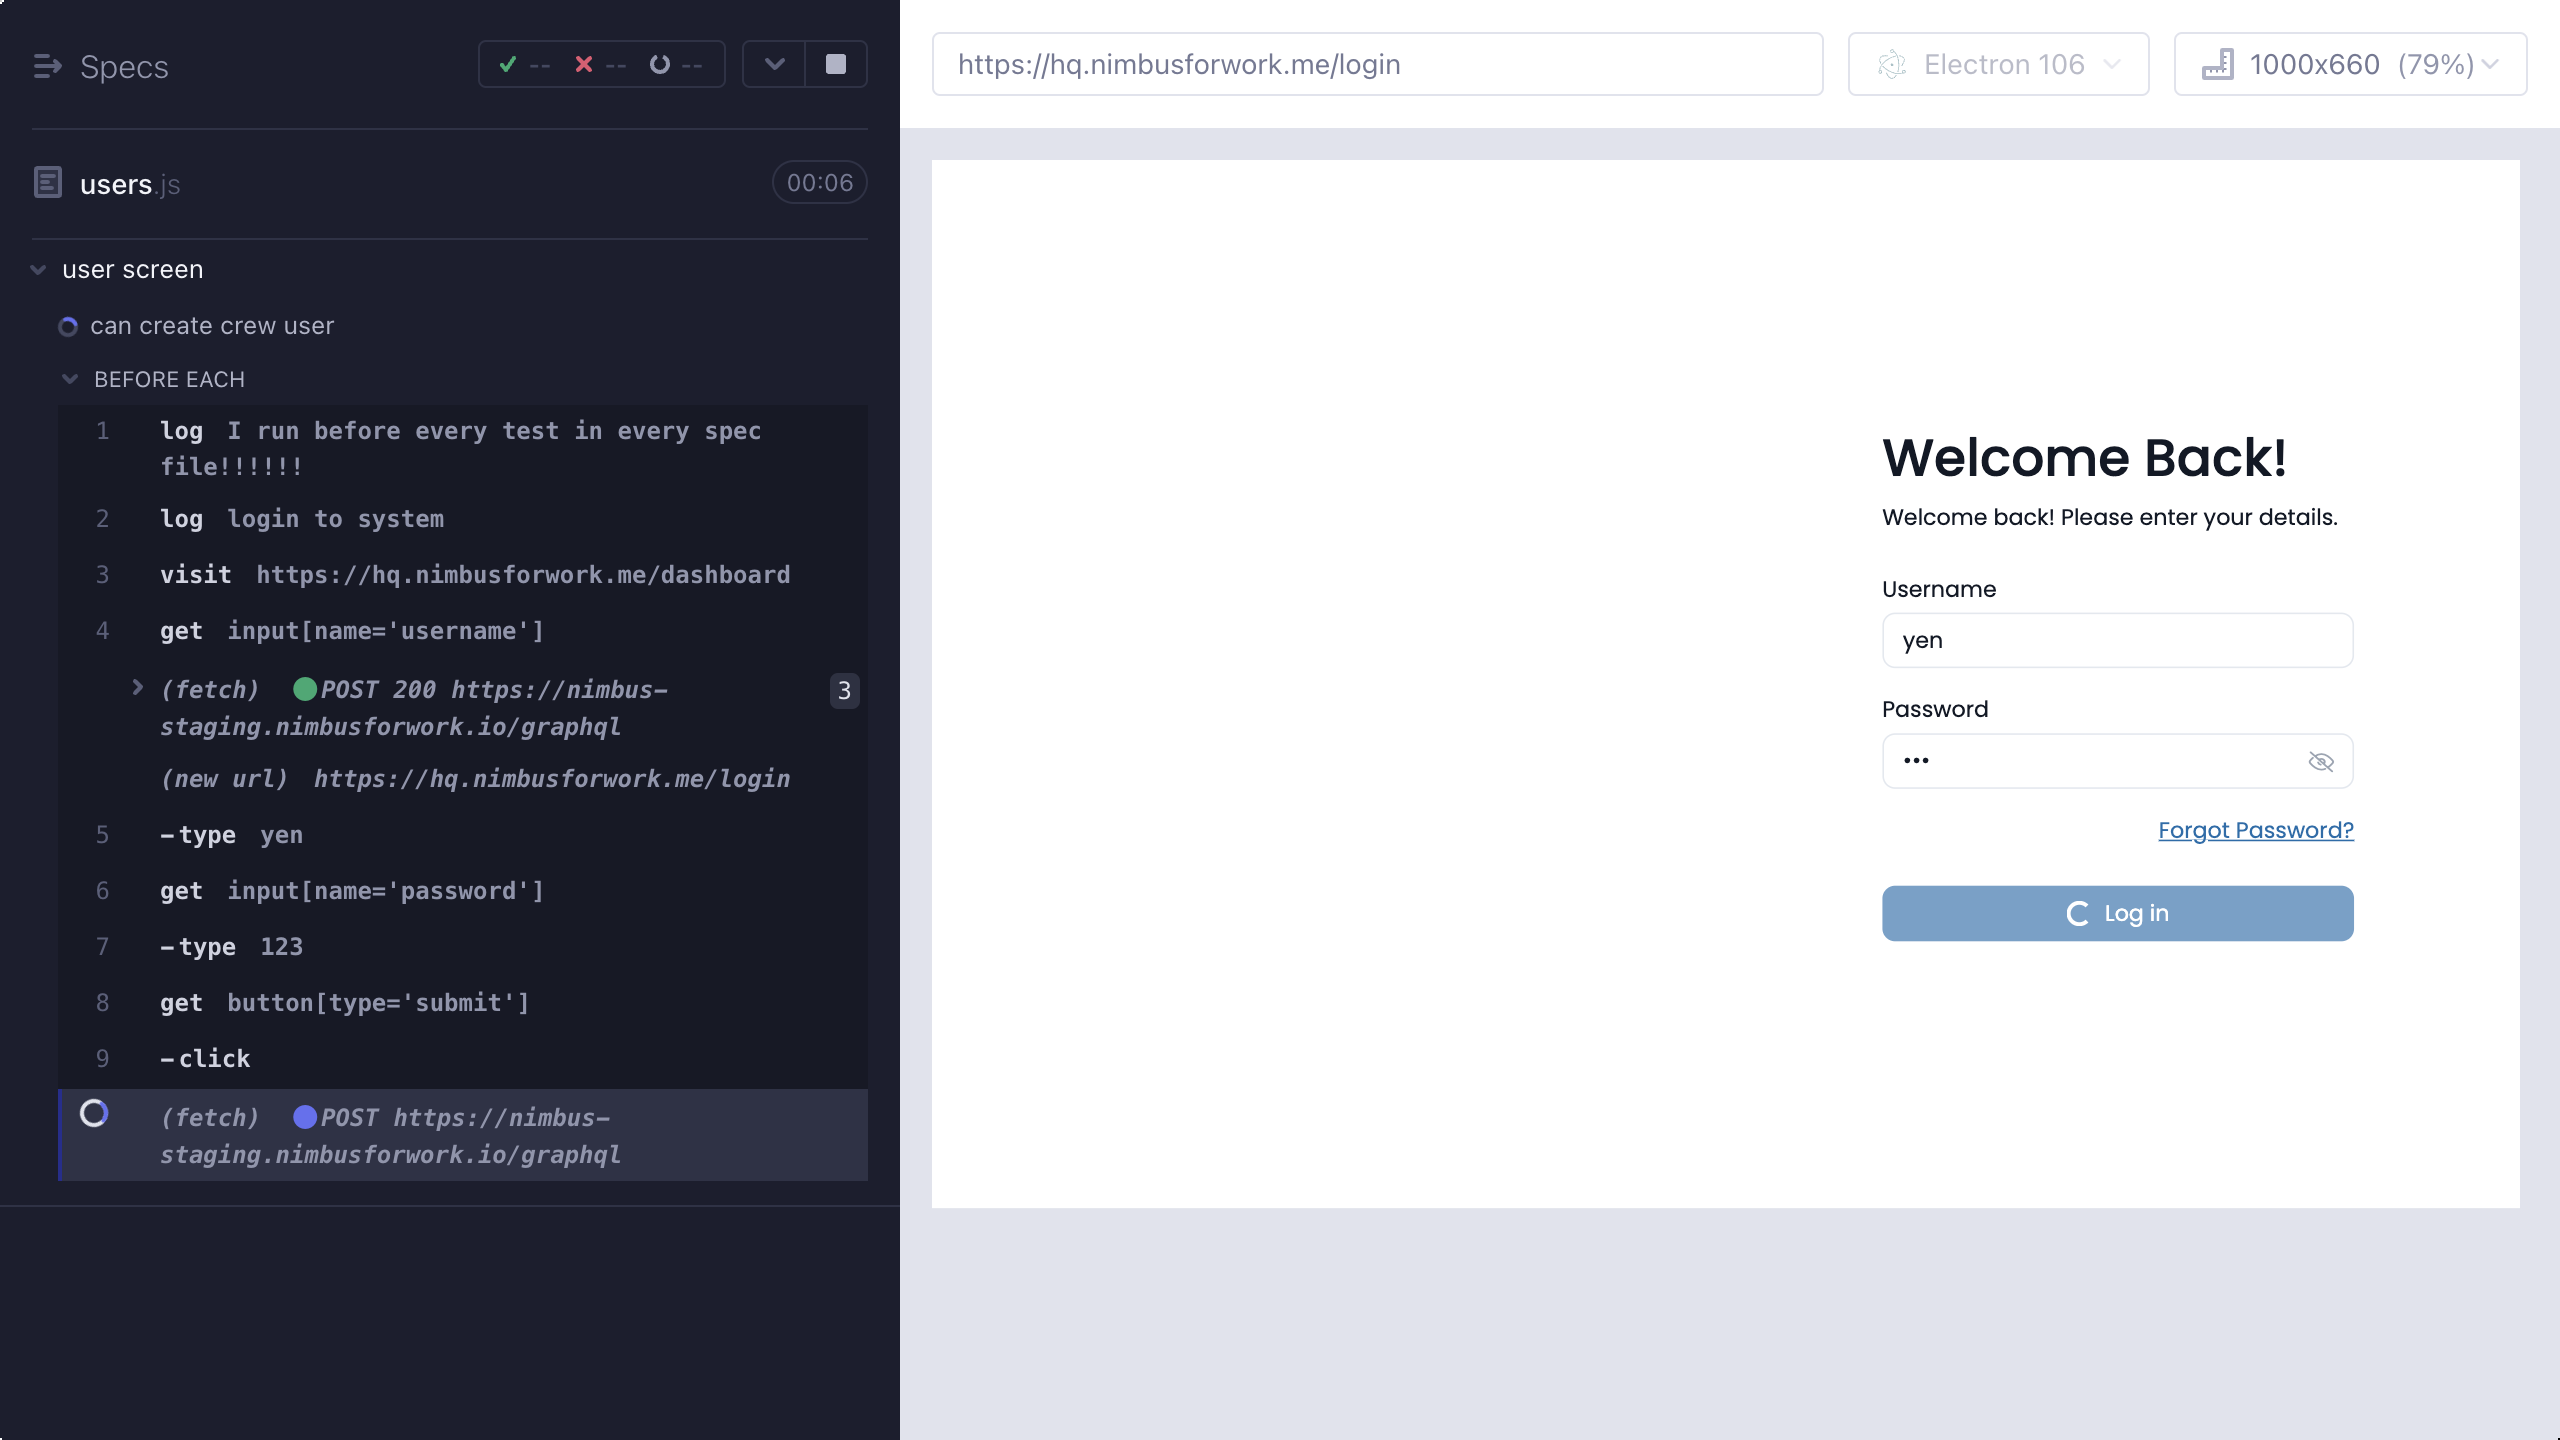 Specs
-- -- --
users.js
00:06
user screen
can create crew user
BEFORE EACH
1 log I run before every test in every spec
file!!!!!!
2 log login to system
3 visit https://hq.nimbusforwork.me/dashboard
4 get input[name='username']
(fetch) POST 200 https://nimbus-
staging.nimbusforwork.io/graphql
3
(new url) https://hq.nimbusforwork.me/login
5 -type yen
6 get input[name='password']
7 -type 123
8 get button[type='submit']
9 -click
(fetch) POST https://nimbus-
staging.nimbusforwork.io/graphql
https://hq.nimbusforwork.me/login
Electron 106
1000x660 (79%)
Welcome Back!
Welcome back! Please enter your details.
Username
yen
Password
•••
Forgot Password?
Log in